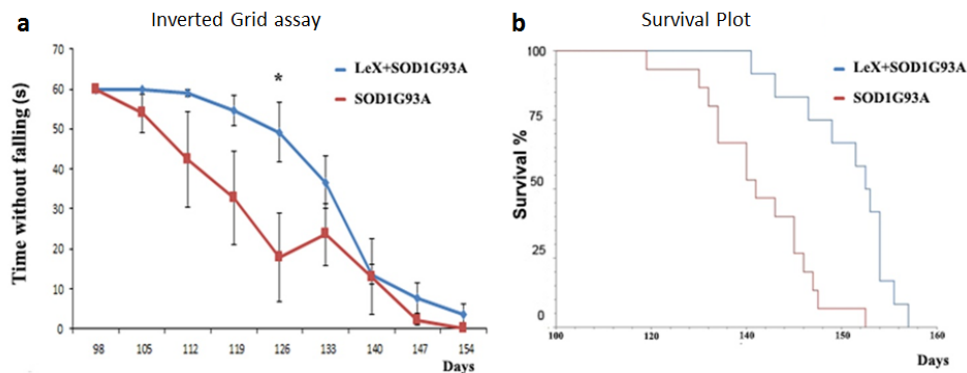 a
Inverted Grid assay
70
60
50
40
30
20
10
0
Time without falling (s)
LeX+SOD1G93A
SOD1G93A
*
98 105 112 119 126 133 140 147 154
Days
b
Survival Plot
100
75
50
25
0
Survival %
LeX+SOD1G93A
SOD1G93A
100 120 140 150 160
Days